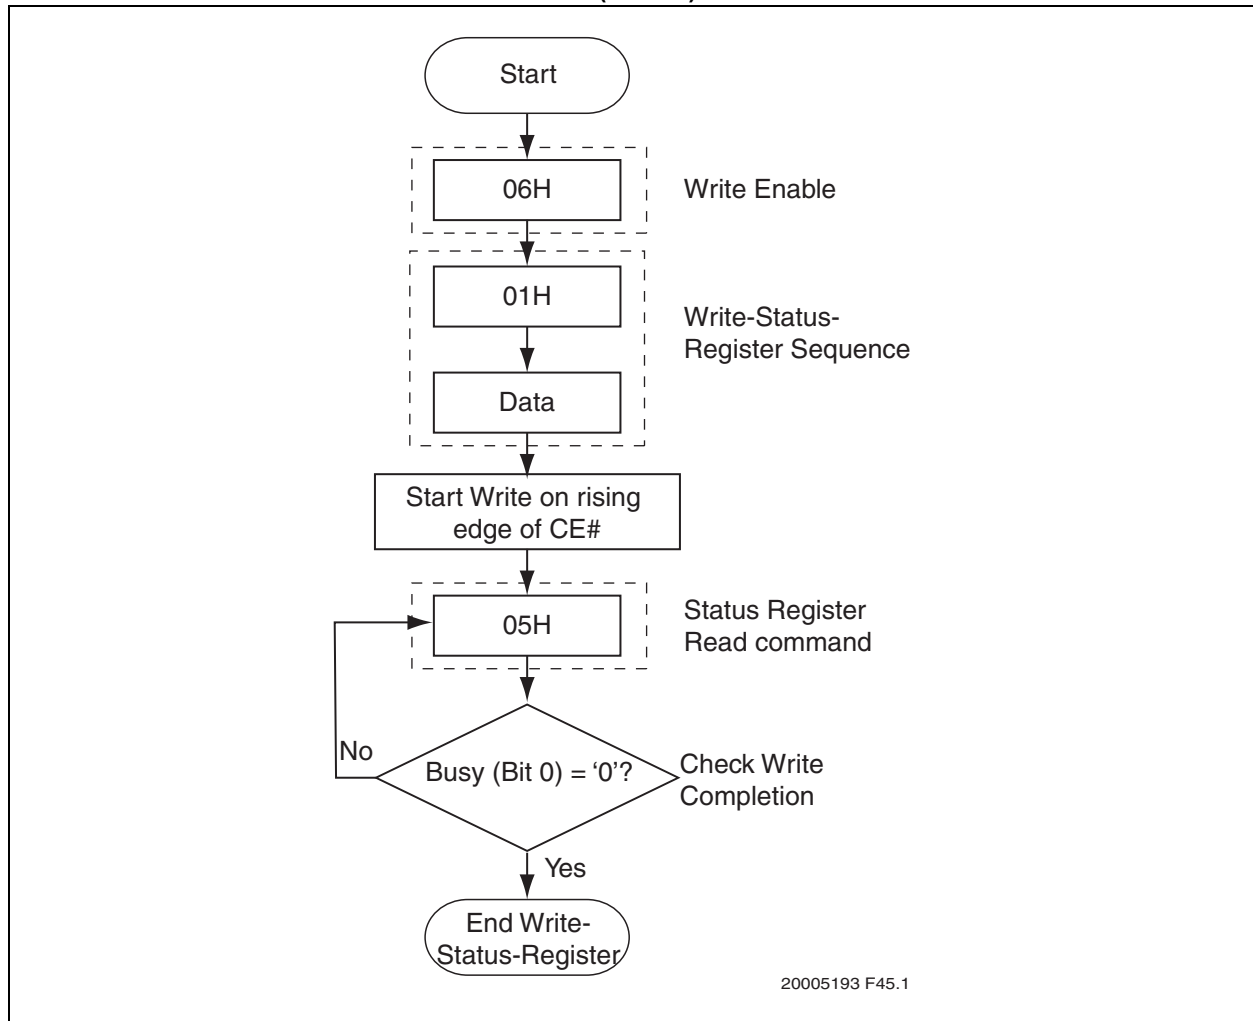 Start
06H
Write Enable
01H
Write-Status-
Register Sequence
Data
Start Write on rising
edge of CE#
05H
Status Register
Read command
No
Busy (Bit 0) = ‘0’?
Check Write
Completion
Yes
End Write-
Status-Register
20005193 F45.1